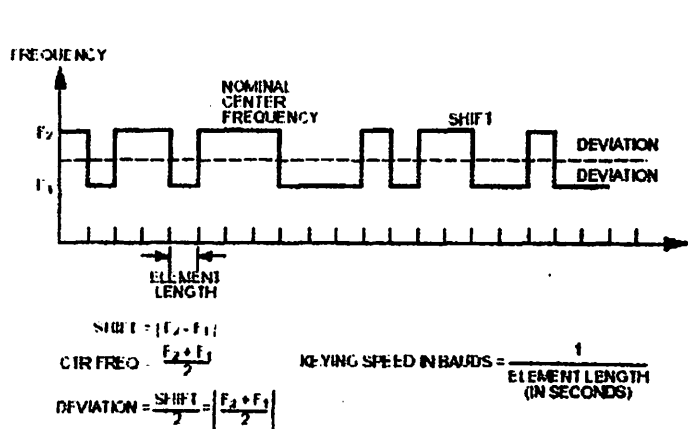 FREQUENCY
NOMINAL
CENTER
FREQUENCY
SHIFT
F2
DEVIATION
DEVIATION
F1
ELEMENT
LENGTH
SHIFT = |F2 - F1|
CTR FREQ F2 + F1 / 2
KEYING SPEED IN BAUDS = 1 / ELEMENT LENGTH
(IN SECONDS)
DEVIATION = SHIFT / 2 = |F2 + F1 / 2|